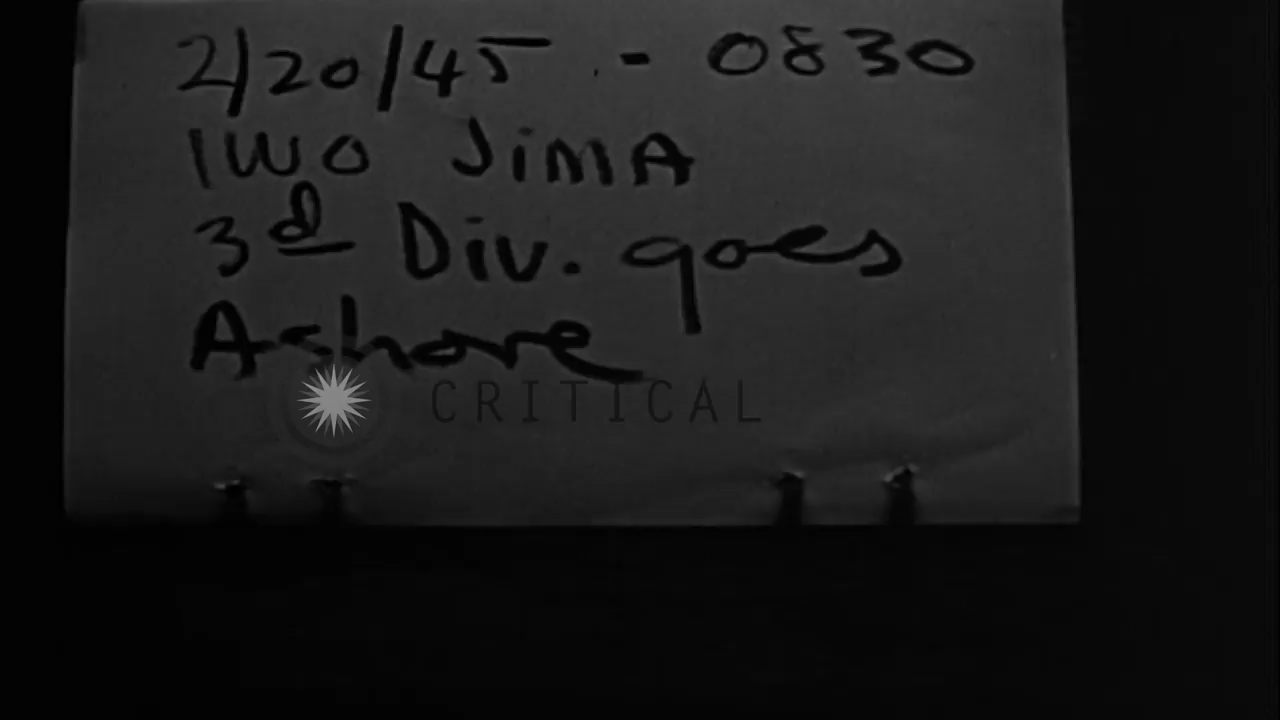 2/20/45 - 0830
IWO JiMA
3d Div. goes
Ashore
CRITICAL